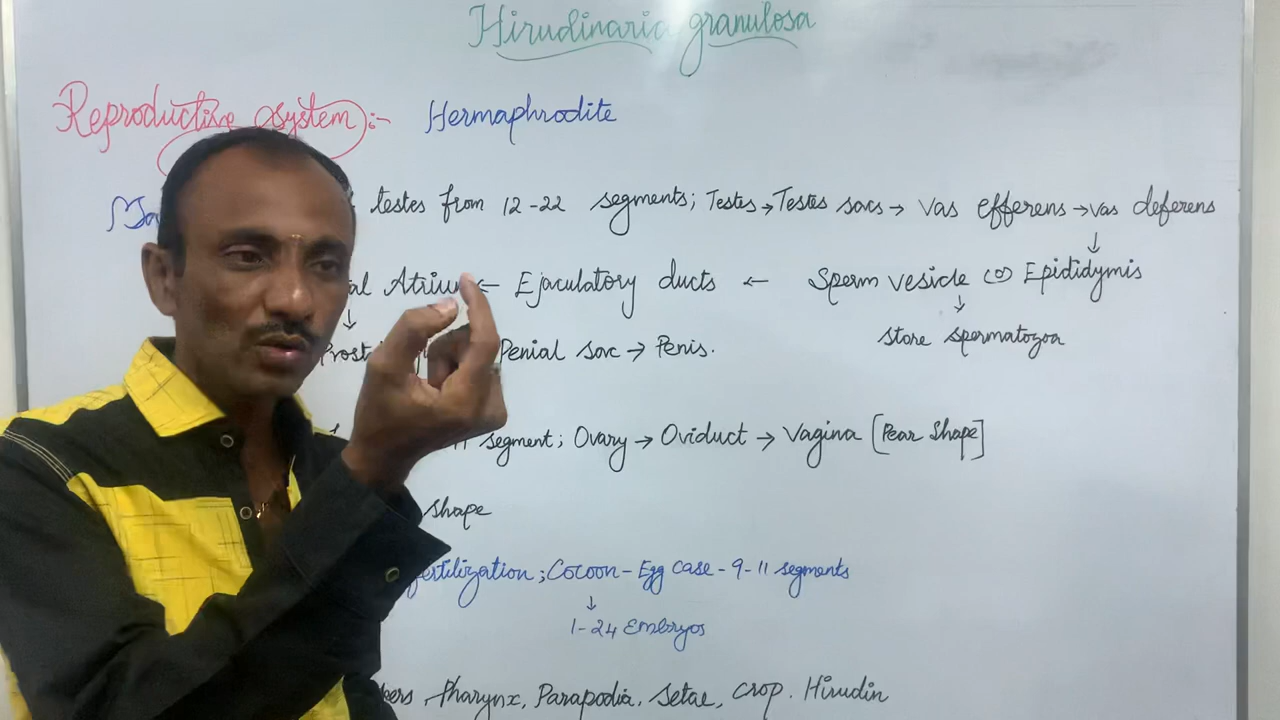 Hirudinaria granulosa
Reproductive system:- Hermaphrodite
testes from 12-22 segments; Testes → Testes sacs → Vas efferens → vas deferens
↓
Atrium ← Ejaculatory ducts ← Sperm vesicle (or) Epididymis
↓ ↓
store spermatozoa
Penial sac → Penis.
segment; Ovary → Oviduct → Vagina [Pear Shape]
shape
fertilization; Cocoon - Egg case - 9-11 segments
↓
1-24 Embryos
Pharynx, Parapodia, Setae, crop. Hirudin